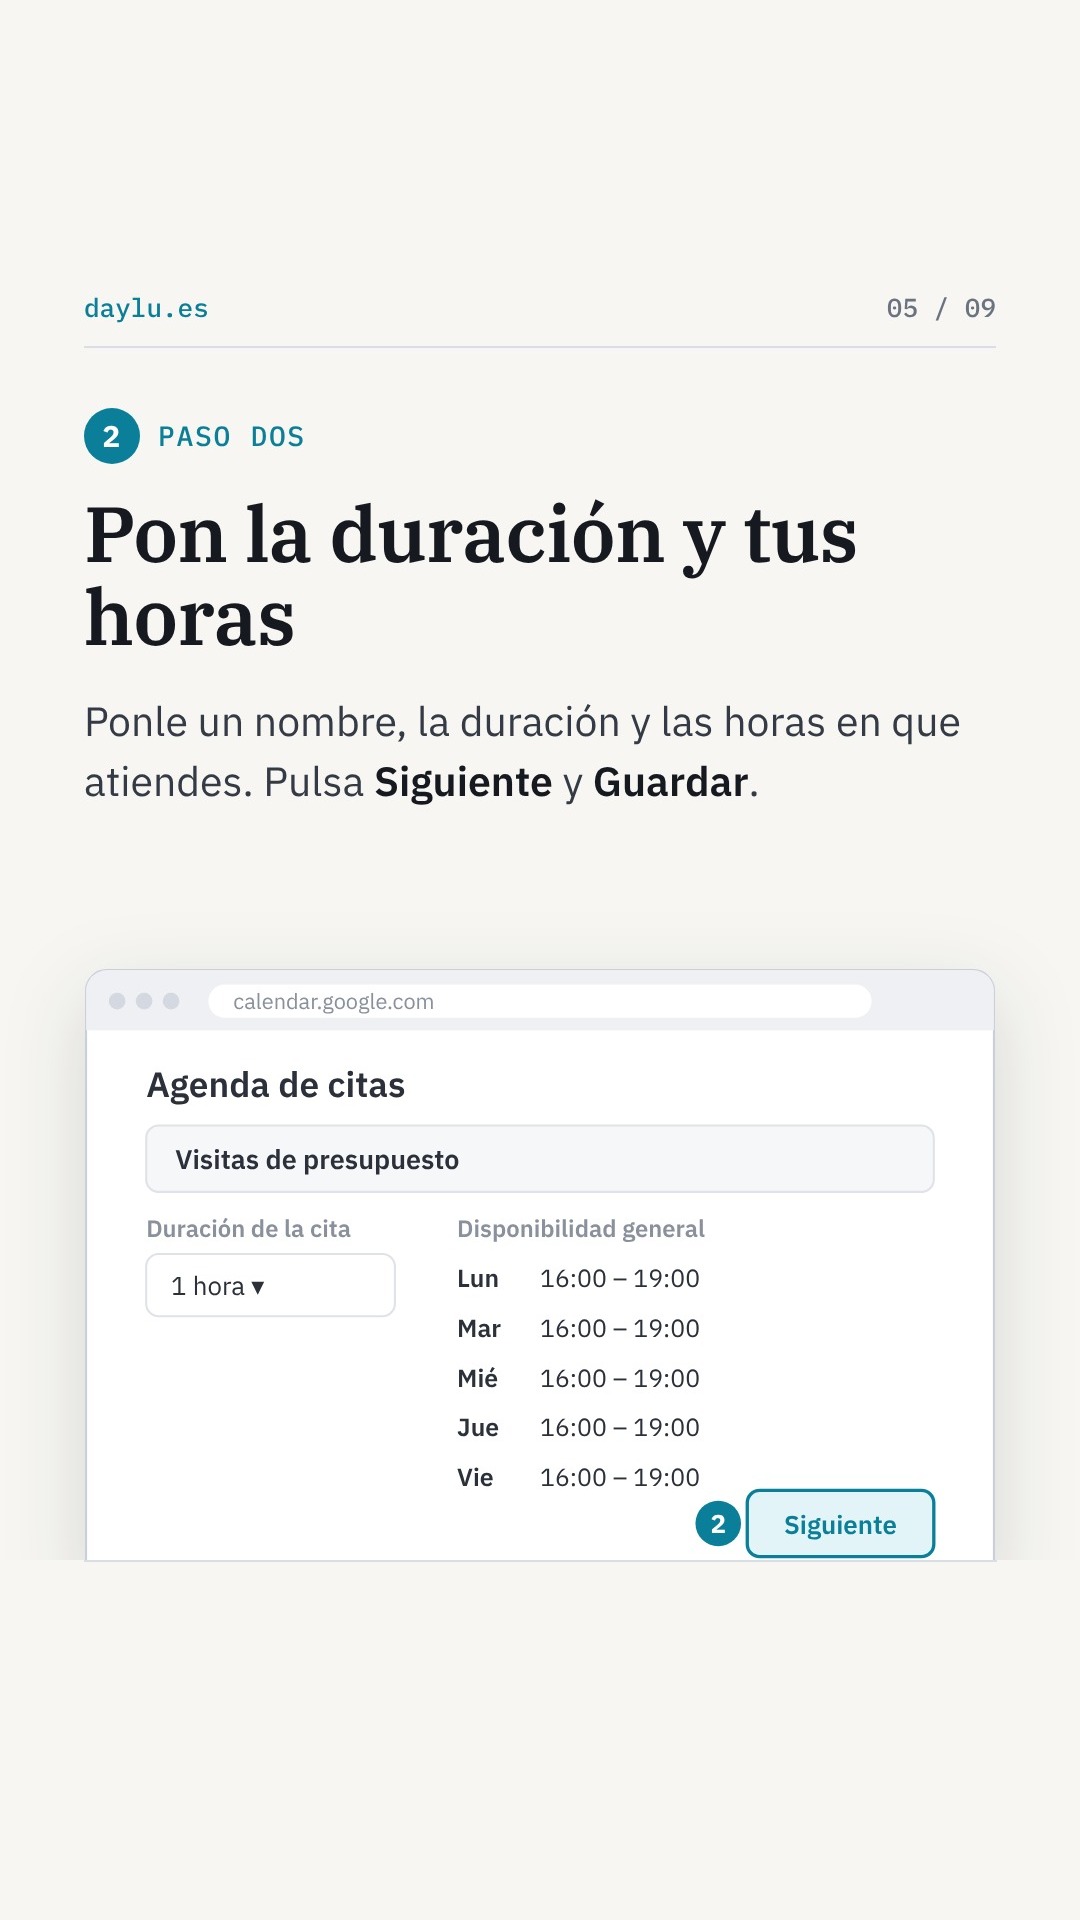 daylu.es
05 / 09
2 PASO DOS
Pon la duración y tus
horas
Ponle un nombre, la duración y las horas en que
atiendes. Pulsa Siguiente y Guardar.
calendar.google.com
Agenda de citas
Visitas de presupuesto
Duración de la cita
1 hora ▾
Disponibilidad general
Lun 16:00 – 19:00
Mar 16:00 – 19:00
Mié 16:00 – 19:00
Jue 16:00 – 19:00
Vie 16:00 – 19:00
2 Siguiente